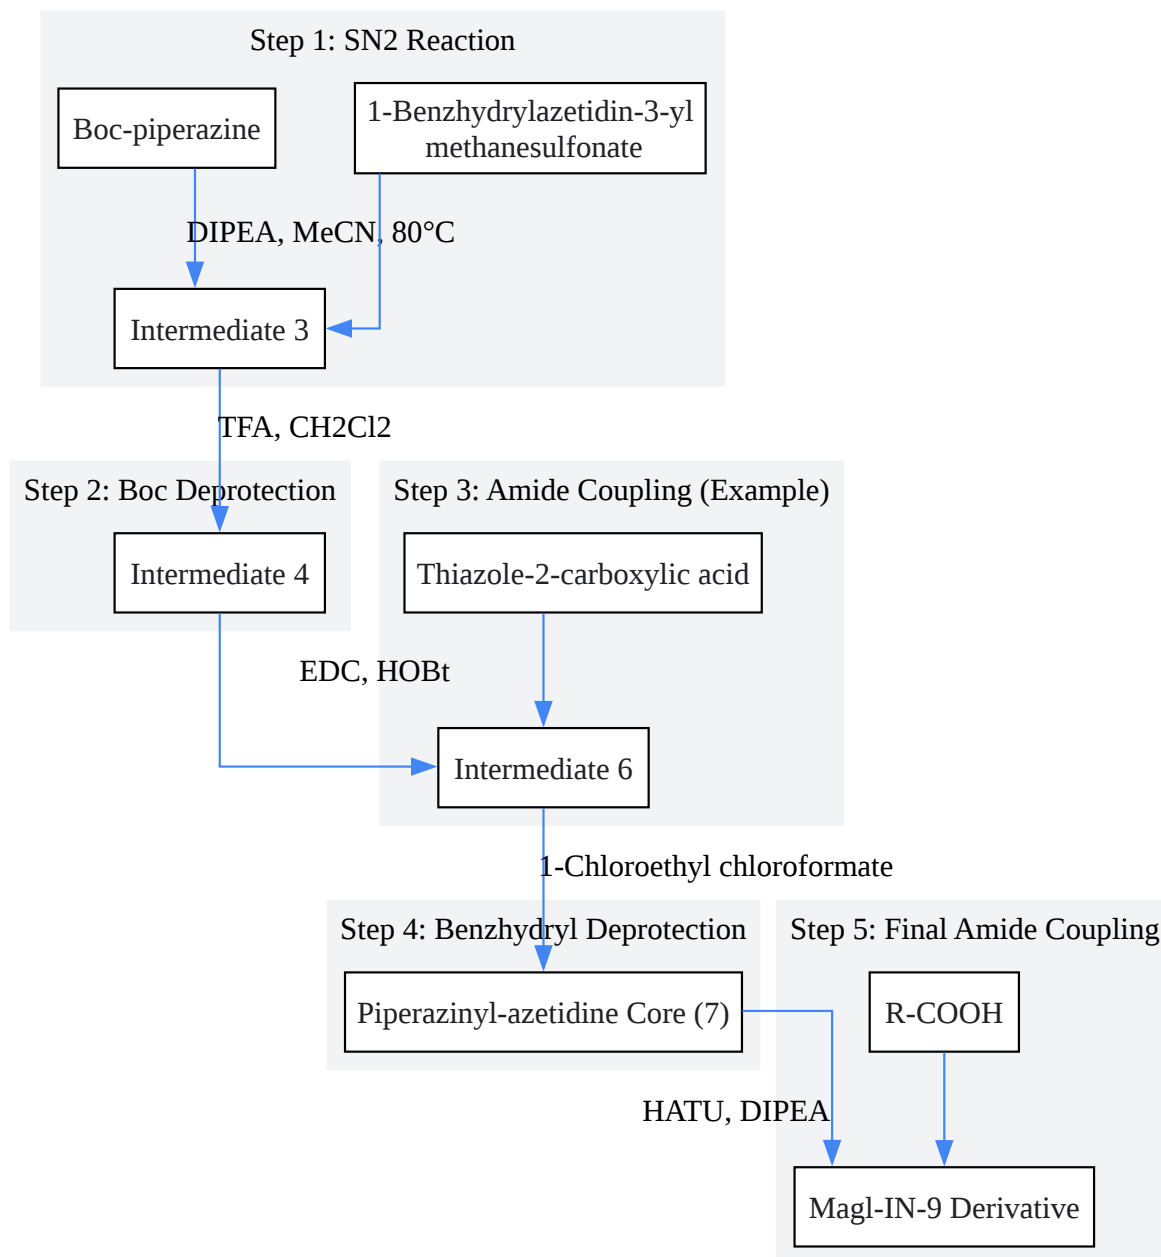 Step 1: SN2 Reaction
Boc-piperazine
1-Benzhydrylazetidin-3-yl
methanesulfonate
DIPEA, MeCN, 80°C
Intermediate 3
TFA, CH2Cl2
Step 2: Boc Deprotection
Step 3: Amide Coupling (Example)
Intermediate 4
Thiazole-2-carboxylic acid
EDC, HOBt
Intermediate 6
1-Chloroethyl chloroformate
Step 4: Benzhydryl Deprotection
Step 5: Final Amide Coupling
Piperazinyl-azetidine Core (7)
R-COOH
HATU, DIPEA
Magl-IN-9 Derivative